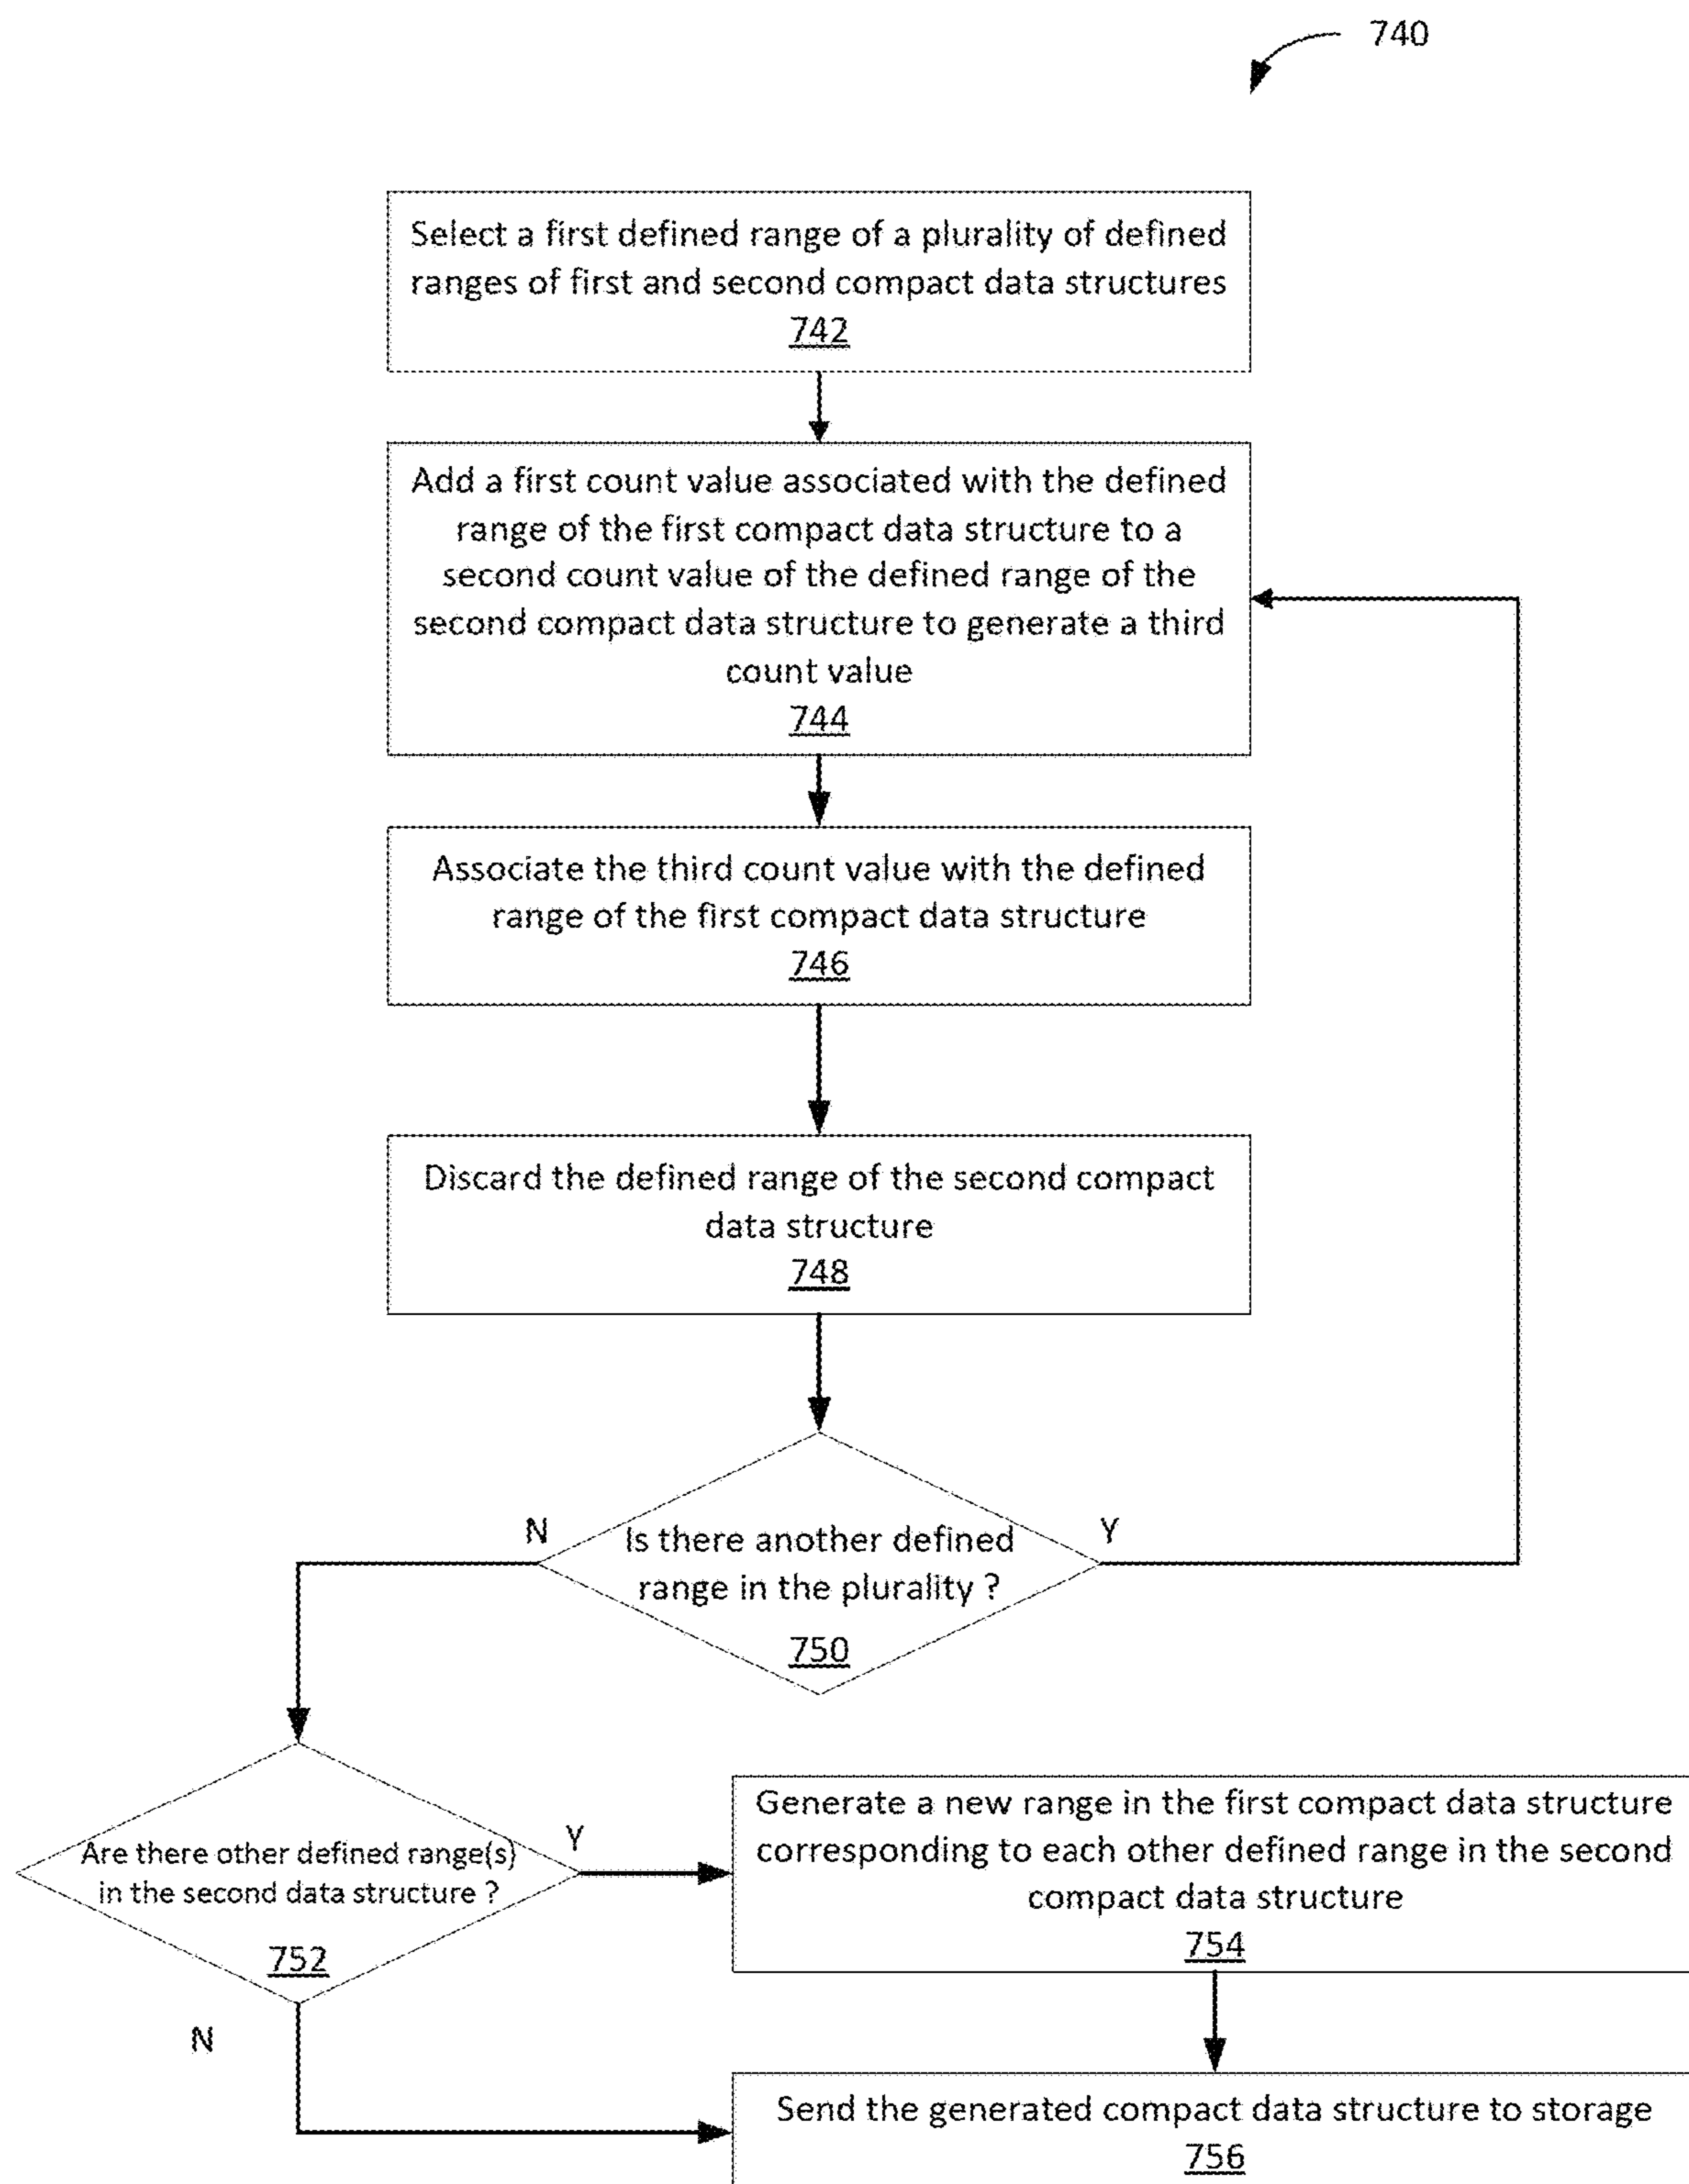 740
Select a first defined range of a plurality of defined
ranges of first and second compact data structures
742
Add a first count value associated with the defined
range of the first compact data structure to a
second count value of the defined range of the
second compact data structure to generate a third
count value
744
Associate the third count value with the defined
range of the first compact data structure
746
Discard the defined range of the second compact
data structure
748
N
Y
Is there another defined
range in the plurality ?
750
Are there other defined range(s)
in the second data structure ?
752
Y
N
Generate a new range in the first compact data structure
corresponding to each other defined range in the second
compact data structure
754
Send the generated compact data structure to storage
756